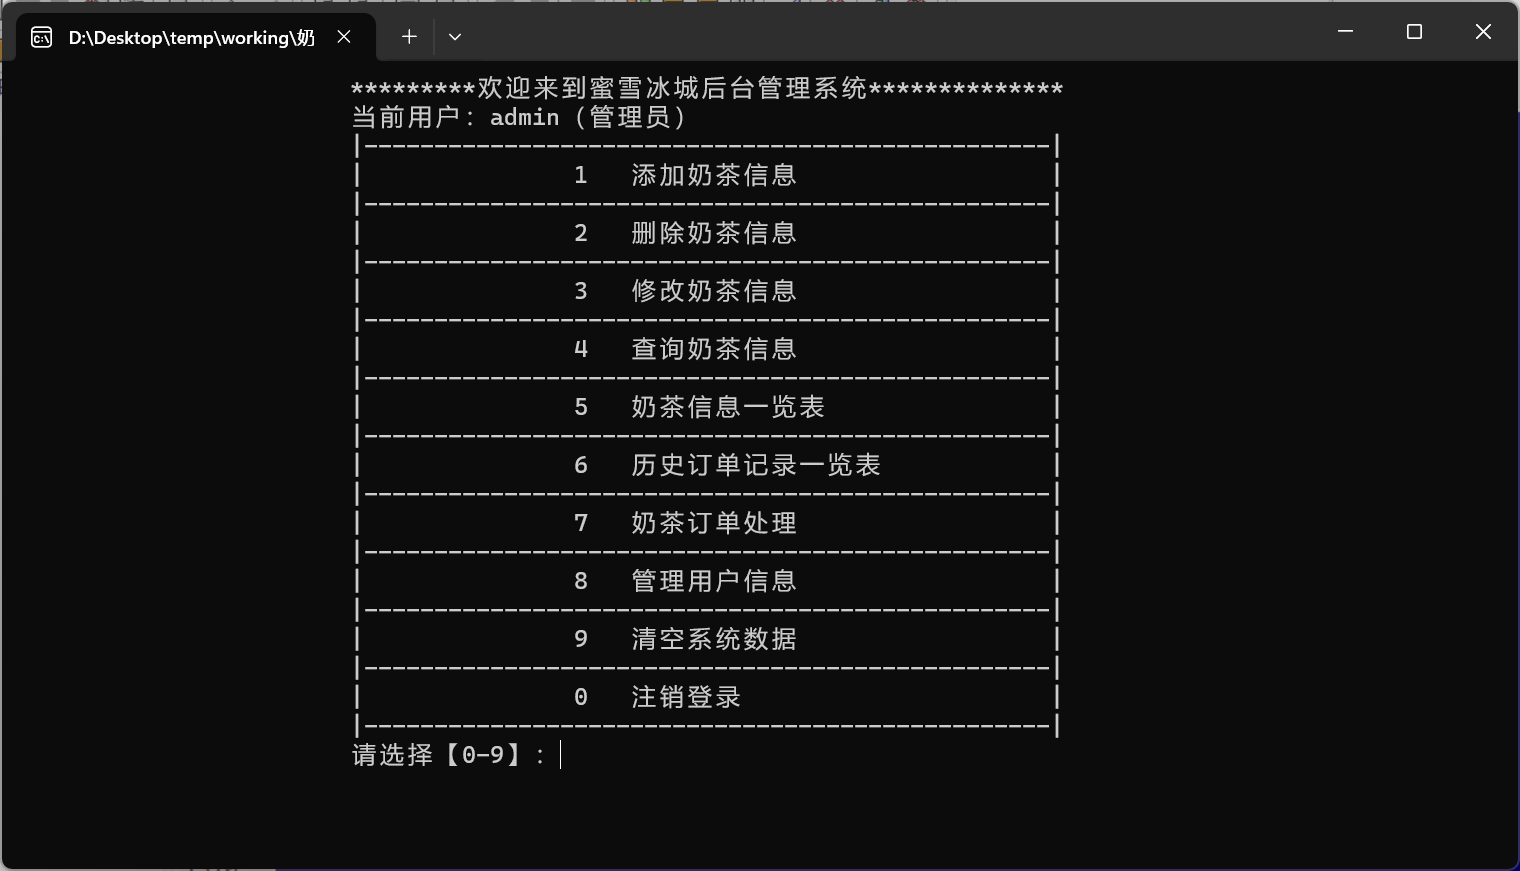 D:\Desktop\temp\working\奶
*********欢迎来到蜜雪冰城后台管理系统**************
当前用户：admin（管理员）
|-------------------------------------------------|
| 1 添加奶茶信息 |
|-------------------------------------------------|
| 2 删除奶茶信息 |
|-------------------------------------------------|
| 3 修改奶茶信息 |
|-------------------------------------------------|
| 4 查询奶茶信息 |
|-------------------------------------------------|
| 5 奶茶信息一览表 |
|-------------------------------------------------|
| 6 历史订单记录一览表 |
|-------------------------------------------------|
| 7 奶茶订单处理 |
|-------------------------------------------------|
| 8 管理用户信息 |
|-------------------------------------------------|
| 9 清空系统数据 |
|-------------------------------------------------|
| 0 注销登录 |
|-------------------------------------------------|
请选择【0-9】：